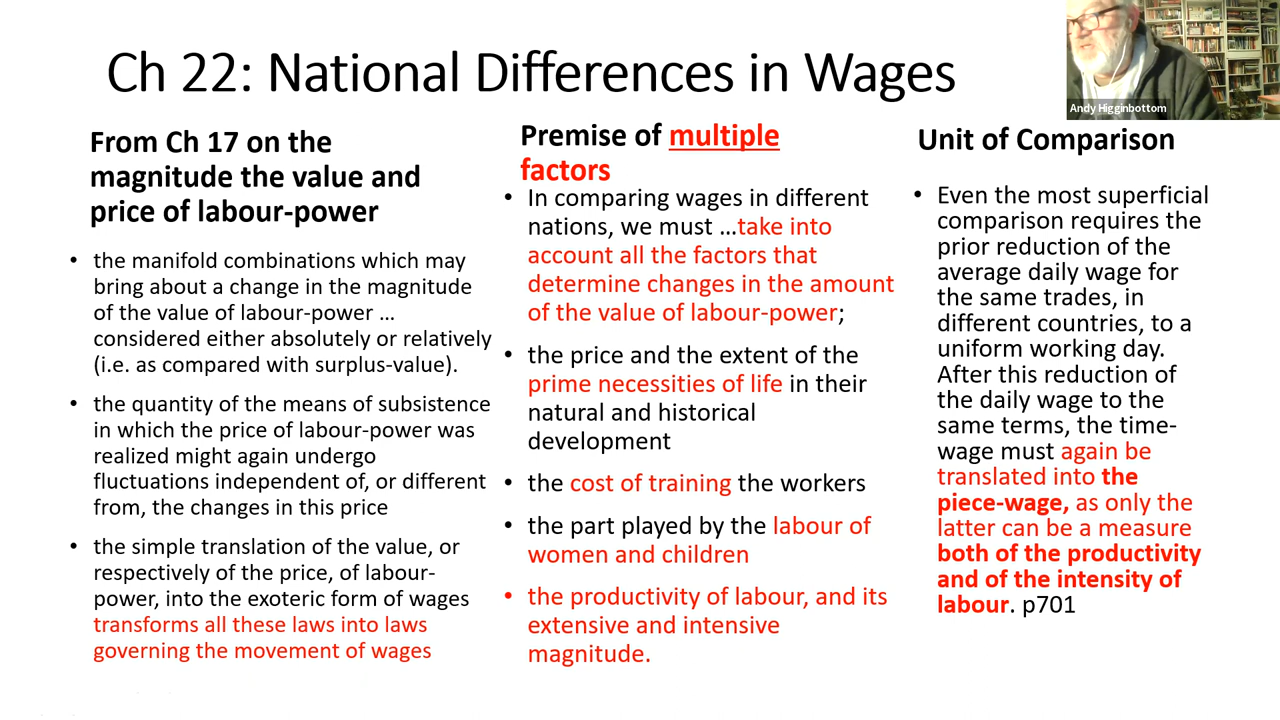 Ch 22: National Differences in Wages
Andy Higginbottom
From Ch 17 on the
magnitude the value and
price of labour-power
• the manifold combinations which may
bring about a change in the magnitude
of the value of labour-power …
considered either absolutely or relatively
(i.e. as compared with surplus-value).
• the quantity of the means of subsistence
in which the price of labour-power was
realized might again undergo
fluctuations independent of, or different
from, the changes in this price
• the simple translation of the value, or
respectively of the price, of labour-
power, into the exoteric form of wages
transforms all these laws into laws
governing the movement of wages
Premise of multiple
factors
• In comparing wages in different
nations, we must …take into
account all the factors that
determine changes in the amount
of the value of labour-power;
• the price and the extent of the
prime necessities of life in their
natural and historical
development
• the cost of training the workers
• the part played by the labour of
women and children
• the productivity of labour, and its
extensive and intensive
magnitude.
Unit of Comparison
• Even the most superficial
comparison requires the
prior reduction of the
average daily wage for
the same trades, in
different countries, to a
uniform working day.
After this reduction of
the daily wage to the
same terms, the time-
wage must again be
translated into the
piece-wage, as only the
latter can be a measure
both of the productivity
and of the intensity of
labour. p701